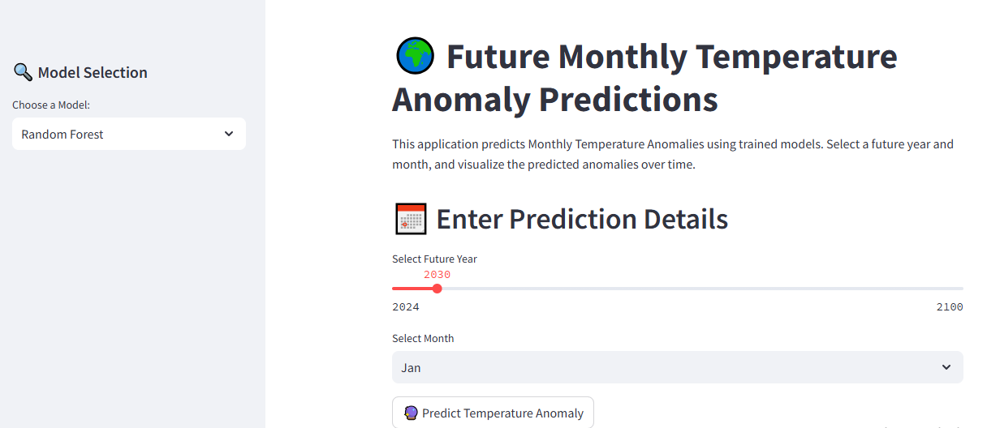 Model Selection
Choose a Model:
Random Forest
Future Monthly Temperature
Anomaly Predictions
This application predicts Monthly Temperature Anomalies using trained models. Select a future year and
month, and visualize the predicted anomalies over time.
Enter Prediction Details
Select Future Year
2030
2024
2100
Select Month
Jan
Predict Temperature Anomaly